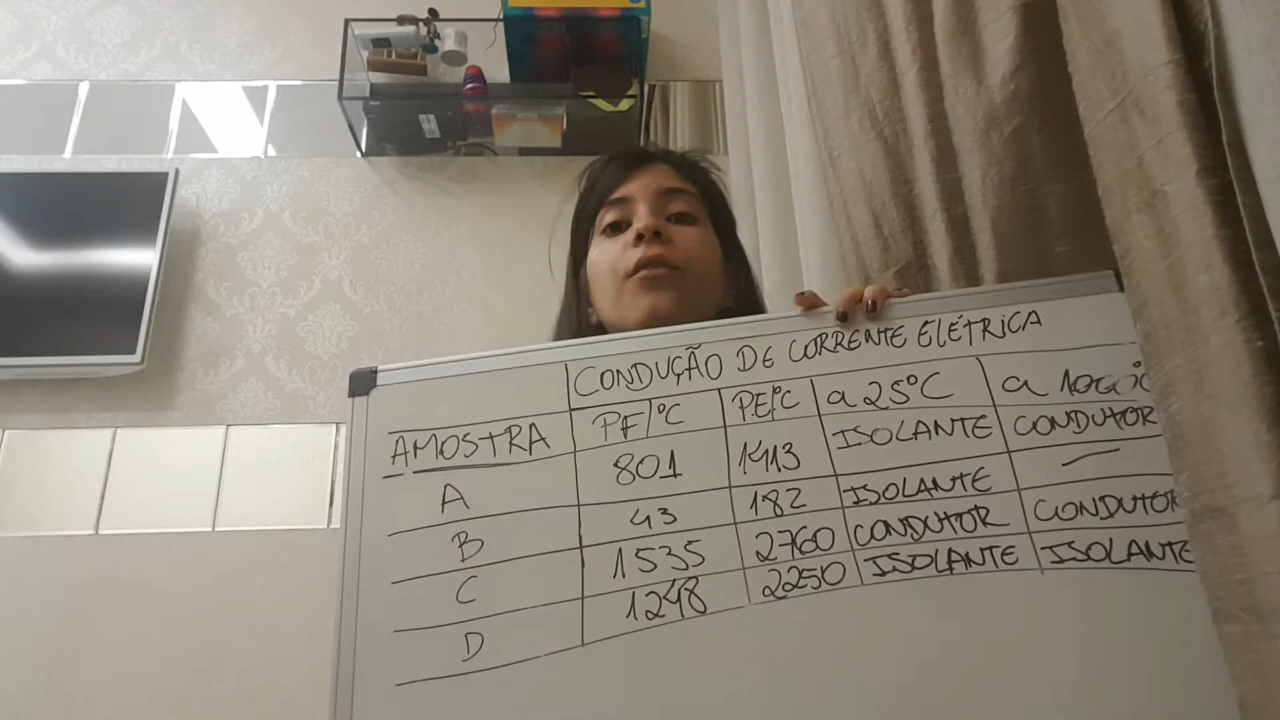 CONDUÇÃO DE CORRENTE ELÉTRICA
AMOSTRA PF/°C P.E/°C a 25°C a 1000°C
A 801 1413 ISOLANTE CONDUTOR
B 43 182 ISOLANTE —
C 1535 2760 CONDUTOR CONDUTOR
D 1248 2250 ISOLANTE ISOLANTE